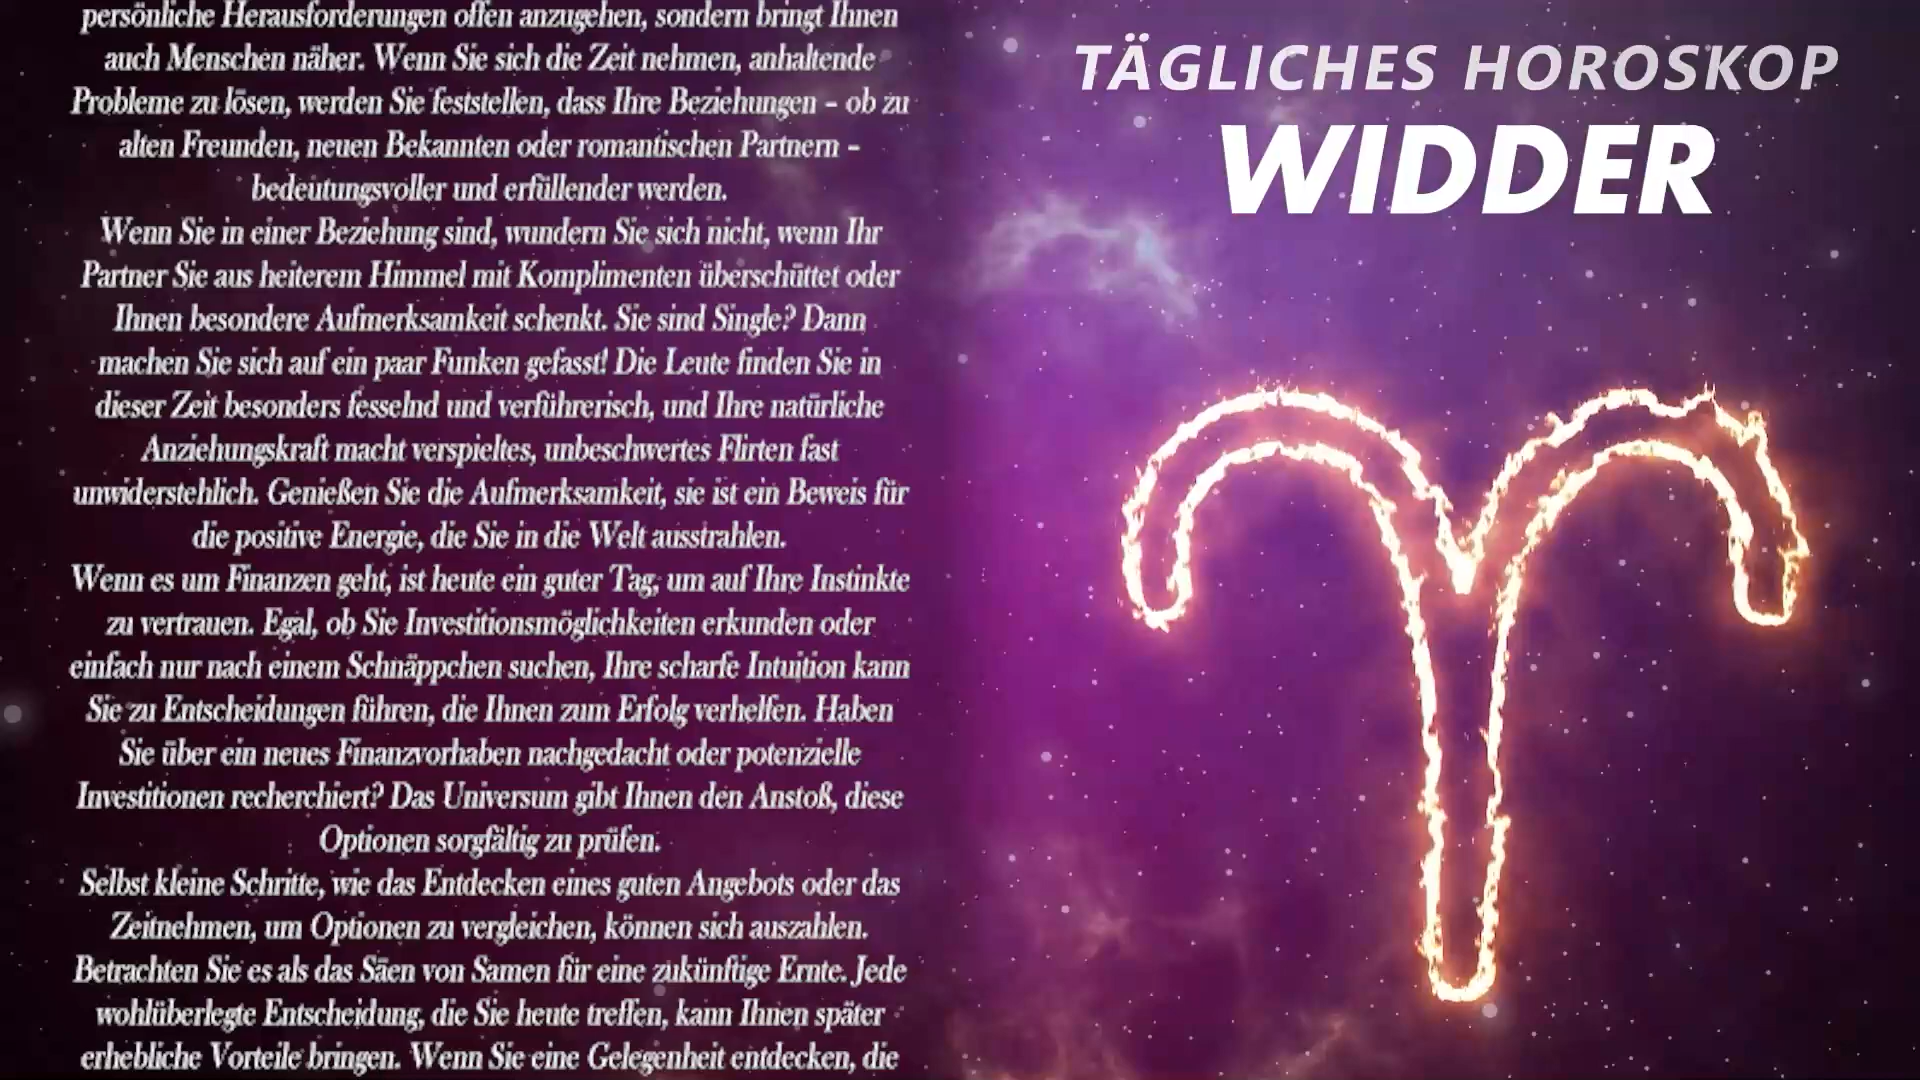 persönliche Herausforderungen offen anzugehen, sondern bringt Ihnen
auch Menschen näher. Wenn Sie sich die Zeit nehmen, anhaltende
Probleme zu lösen, werden Sie feststellen, dass Ihre Beziehungen – ob zu
alten Freunden, neuen Bekannten oder romantischen Partnern –
bedeutungsvoller und erfüllender werden.
Wenn Sie in einer Beziehung sind, wundern Sie sich nicht, wenn Ihr
Partner Sie aus heiterem Himmel mit Komplimenten überschüttet oder
Ihnen besondere Aufmerksamkeit schenkt. Sie sind Single? Dann
machen Sie sich auf ein paar Funken gefasst! Die Leute finden Sie in
dieser Zeit besonders fesselnd und verführerisch, und Ihre natürliche
Anziehungskraft macht verspieltes, unbeschwertes Flirten fast
unwiderstehlich. Genießen Sie die Aufmerksamkeit, sie ist ein Beweis für
die positive Energie, die Sie in die Welt ausstrahlen.
Wenn es um Finanzen geht, ist heute ein guter Tag, um auf Ihre Instinkte
zu vertrauen. Egal, ob Sie Investitionsmöglichkeiten erkunden oder
einfach nur nach einem Schnäppchen suchen, Ihre scharfe Intuition kann
Sie zu Entscheidungen führen, die Ihnen zum Erfolg verhelfen. Haben
Sie über ein neues Finanzvorhaben nachgedacht oder potenzielle
Investitionen recherchiert? Das Universum gibt Ihnen den Anstoß, diese
Optionen sorgfältig zu prüfen.
Selbst kleine Schritte, wie das Entdecken eines guten Angebots oder das
Zeitnehmen, um Optionen zu vergleichen, können sich auszahlen.
Betrachten Sie es als das Säen von Samen für eine zukünftige Ernte. Jede
wohlüberlegte Entscheidung, die Sie heute treffen, kann Ihnen später
erhebliche Vorteile bringen. Wenn Sie eine Gelegenheit entdecken, die
TÄGLICHES HOROSKOP
WIDDER